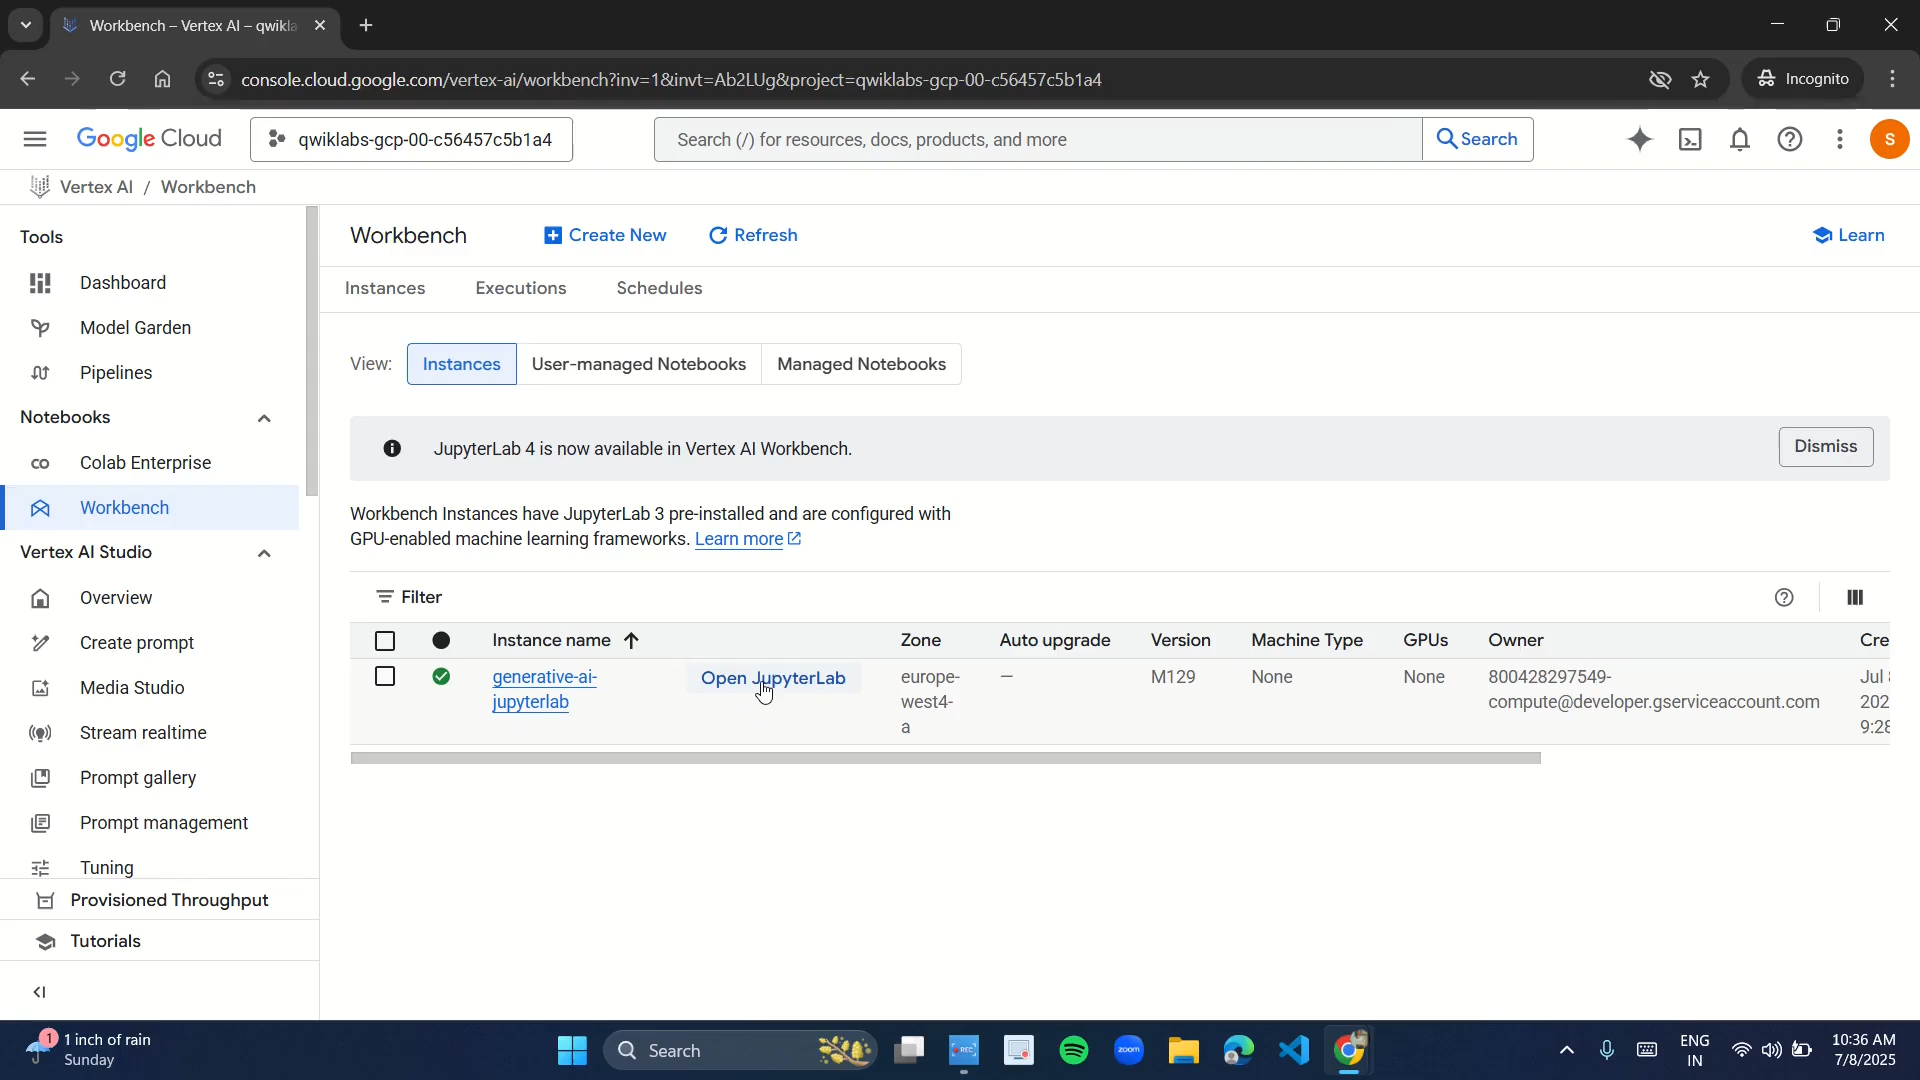 Workbench – Vertex AI – qwikla
console.cloud.google.com/vertex-ai/workbench?inv=1&invt=Ab2LUg&project=qwiklabs-gcp-00-c56457c5b1a4
Incognito
Google Cloud
qwiklabs-gcp-00-c56457c5b1a4
Search (/) for resources, docs, products, and more
Search
S
Vertex AI / Workbench
Tools
Dashboard
Model Garden
Pipelines
Notebooks
Colab Enterprise
Workbench
Vertex AI Studio
Overview
Create prompt
Media Studio
Stream realtime
Prompt gallery
Prompt management
Tuning
Provisioned Throughput
Tutorials
Workbench
Create New
Refresh
Learn
Instances Executions Schedules
View: Instances User-managed Notebooks Managed Notebooks
JupyterLab 4 is now available in Vertex AI Workbench.
Dismiss
Workbench Instances have JupyterLab 3 pre-installed and are configured with
GPU-enabled machine learning frameworks. Learn more
Filter
Instance name Zone Auto upgrade Version Machine Type GPUs Owner Cre
generative-ai- Open JupyterLab europe- — M129 None None 800428297549- Jul
jupyterlab west4- compute@developer.gserviceaccount.com 202
a 9:28
1
1 inch of rain
Sunday
Search
REC
zoom
ENG
IN
10:36 AM
7/8/2025